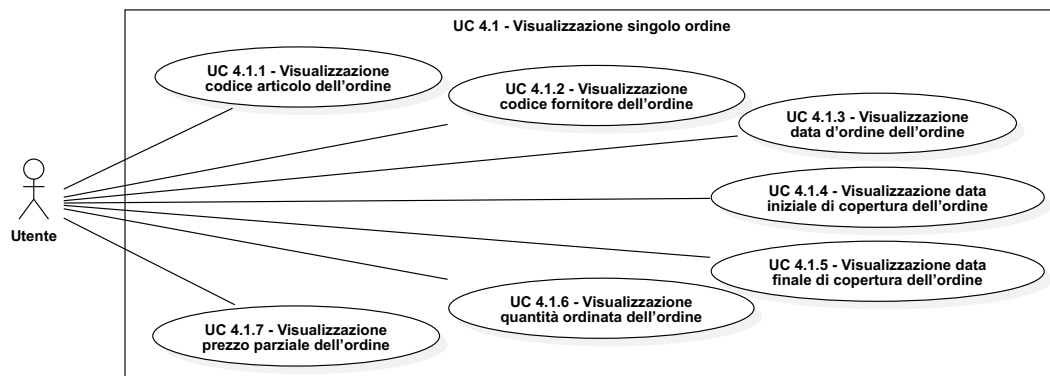 UC 4.1 - Visualizzazione singolo ordine
UC 4.1.1 - Visualizzazione
codice articolo dell'ordine
UC 4.1.2 - Visualizzazione
codice fornitore dell'ordine
UC 4.1.3 - Visualizzazione
data d'ordine dell'ordine
UC 4.1.4 - Visualizzazione data
iniziale di copertura dell'ordine
Utente
UC 4.1.5 - Visualizzazione data
finale di copertura dell'ordine
UC 4.1.6 - Visualizzazione
quantità ordinata dell'ordine
UC 4.1.7 - Visualizzazione
prezzo parziale dell'ordine